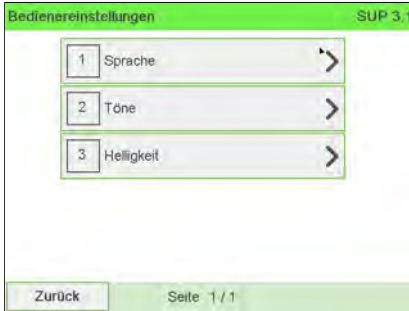 Bedienereinstellungen SUP 3.1
1 Sprache
2 Töne
3 Helligkeit
Zurück Seite 1 / 1